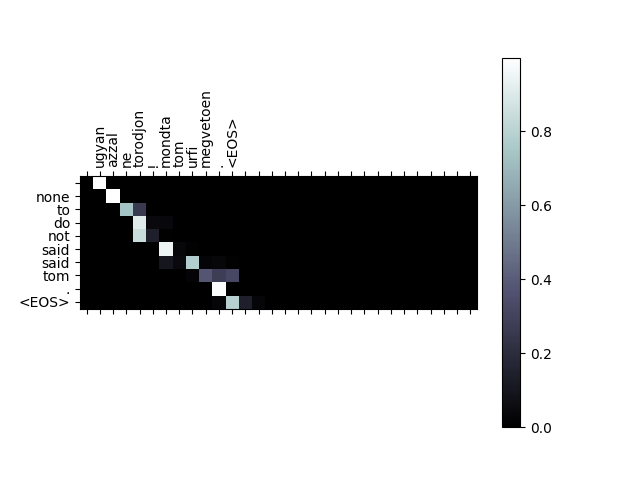 ugyan
azzal
ne
torodjon
!
mondta
tom
urfi
megvetoen
.
<EOS>
none
to
do
not
said
said
tom
.
<EOS>
0.8
0.6
0.4
0.2
0.0